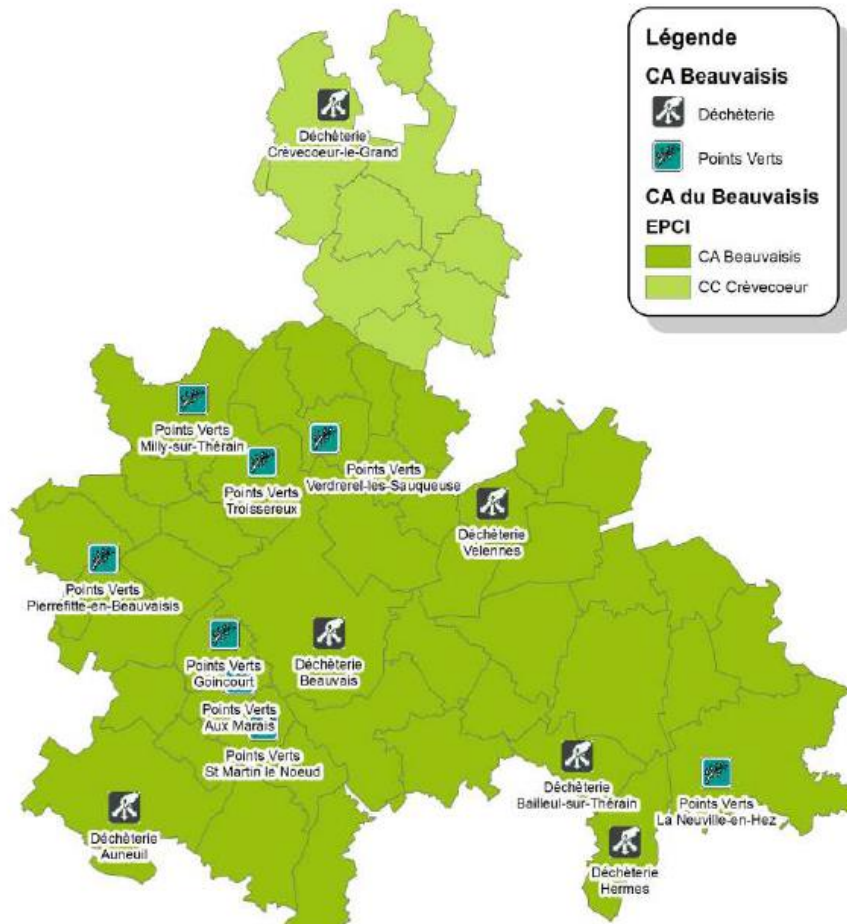 Légende
CA Beauvaisis
Déchèterie
Points Verts
CA du Beauvaisis
EPCI
CA Beauvaisis
CC Crèvecoeur
Déchèterie
Crèvecoeur-le-Grand
Points Verts
Milly-sur-Thérain
Points Verts
Troissereux
Points Verts
Verdrerel-les-Sauqueuse
Déchèterie
Velennes
Points Verts
Pierrefitte-en-Beauvaisis
Points Verts
Goincourt
Déchèterie
Beauvais
Points Verts
Aux Marais
Points Verts
St Martin le Noeud
Déchèterie
Bailleul-sur-Thérain
Points Verts
La Neuville-en-Hez
Déchèterie
Auneuil
Déchèterie
Hermes